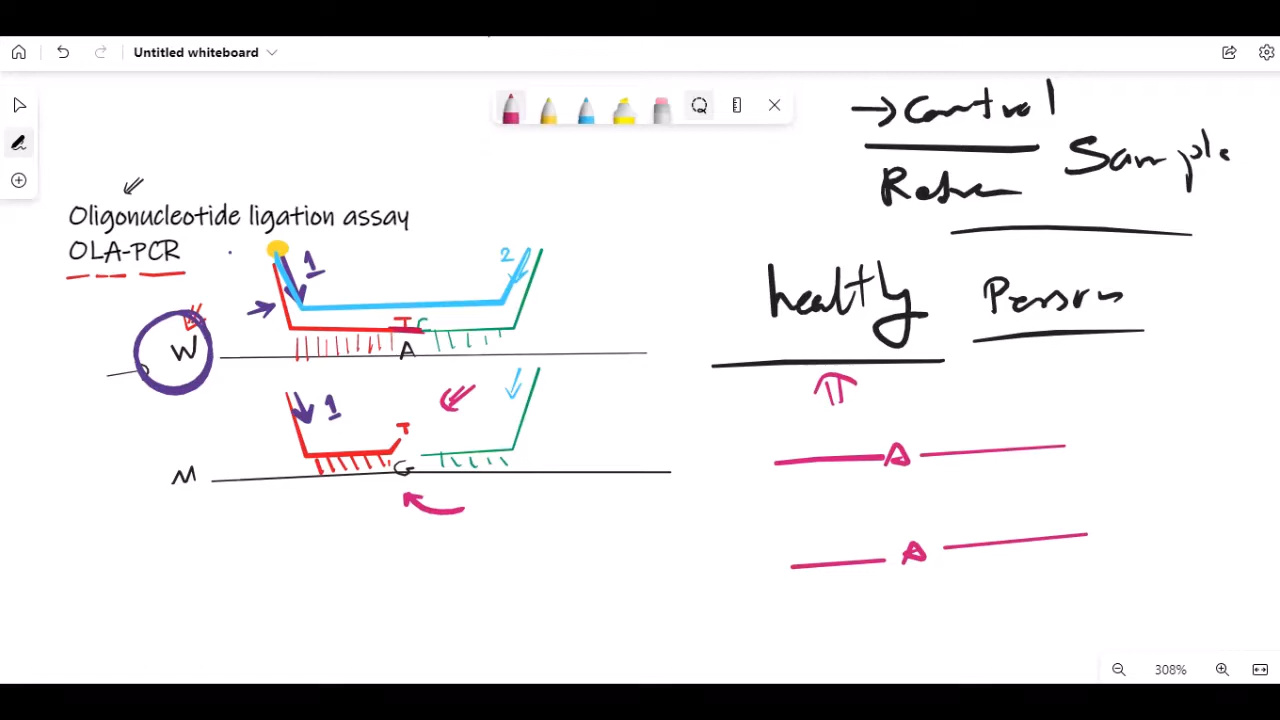 Untitled whiteboard
→Control
Sample
Oligonucleotide ligation assay
OLA-PCR
1
2
healthy Person
T C
W
A
1
T
M
G
A
A
308%